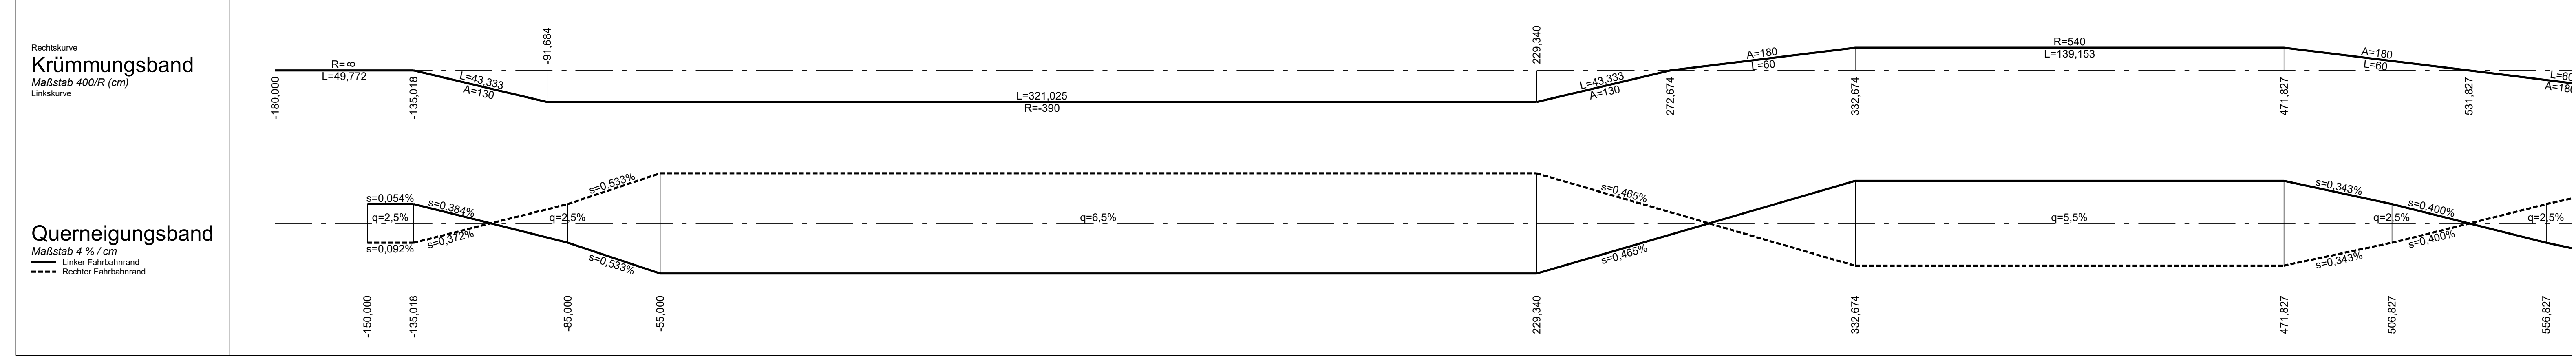 Rechtskurve
Krümmungsband
Maßstab 400/R (cm)
Linkskurve
-180,000
R= ∞
L=49,772
-135,018
L=43,333
A=130
-91,684
L=321,025
R=-390
229,340
L=43,333
A=130
272,674
A=180
L=60
332,674
R=540
L=139,153
471,827
A=180
L=60
531,827
Querneigungsband
Maßstab 4 % / cm
Linker Fahrbahnrand
Rechter Fahrbahnrand
s=0,054%
q=2,5%
s=0,092%
s=0,384%
s=0,372%
q=2,5%
s=0,533%
s=0,533%
q=6,5%
s=0,465%
s=0,465%
q=5,5%
s=0,343%
s=0,343%
q=2,5%
s=0,400%
s=0,400%
q=2,5%
-150,000
-135,018
-85,000
-55,000
229,340
332,674
471,827
506,827
556,827